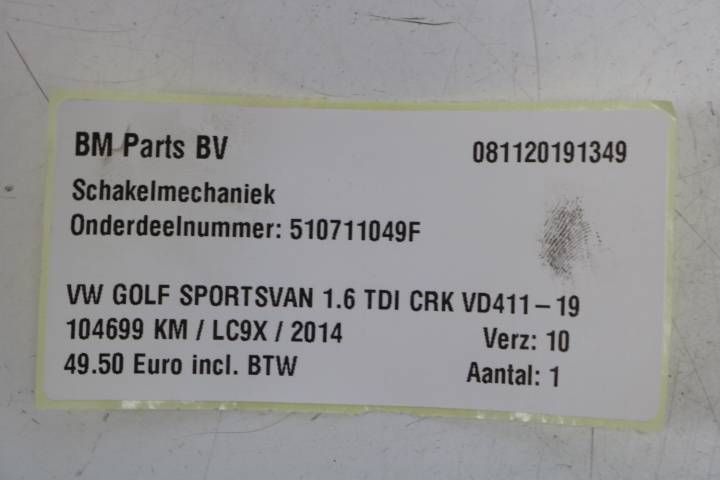 BM Parts BV 081120191349
Schakelmechaniek
Onderdeelnummer: 510711049F
VW GOLF SPORTSVAN 1.6 TDI CRK VD411-19
104699 KM / LC9X / 2014 Verz: 10
49.50 Euro incl. BTW Aantal: 1